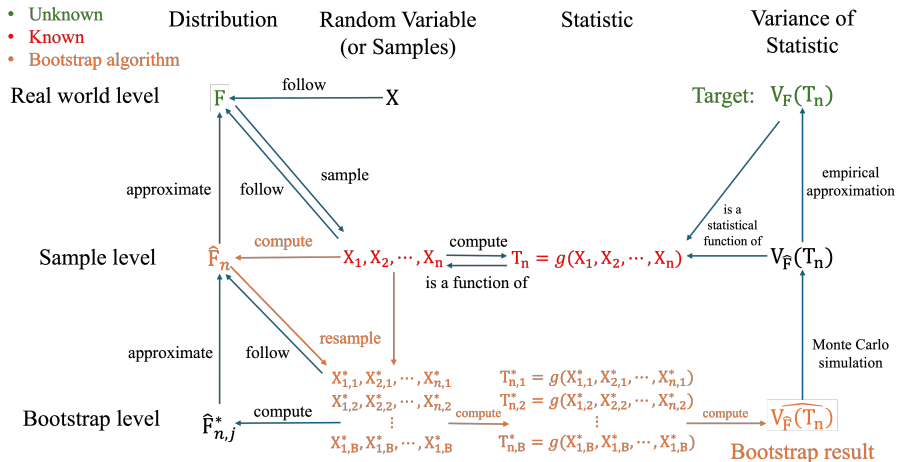 • Unknown
• Known
• Bootstrap algorithm
Distribution
Random Variable
(or Samples)
Statistic
Variance of
Statistic
Real world level
F
follow
X
Target: V_F(T_n)
approximate
follow
sample
is a
statistical
function of
empirical
approximation
Sample level
F̂_n
compute
X_1, X_2, ⋯, X_n
compute
is a function of
T_n = g(X_1, X_2, ⋯, X_n)
V_F̂(T_n)
approximate
follow
resample
Monte Carlo
simulation
X*_{1,1}, X*_{2,1}, ⋯, X*_{n,1}
T*_{n,1} = g(X*_{1,1}, X*_{2,1}, ⋯, X*_{n,1})
X*_{1,2}, X*_{2,2}, ⋯, X*_{n,2}
T*_{n,2} = g(X*_{1,2}, X*_{2,2}, ⋯, X*_{n,2})
Bootstrap level
F̂*_{n,j}
compute
⋮
compute
⋮
compute
\widehat{V_F̂(T_n)}
X*_{1,B}, X*_{1,B}, ⋯, X*_{1,B}
T*_{n,B} = g(X*_{1,B}, X*_{1,B}, ⋯, X*_{1,B})
Bootstrap result